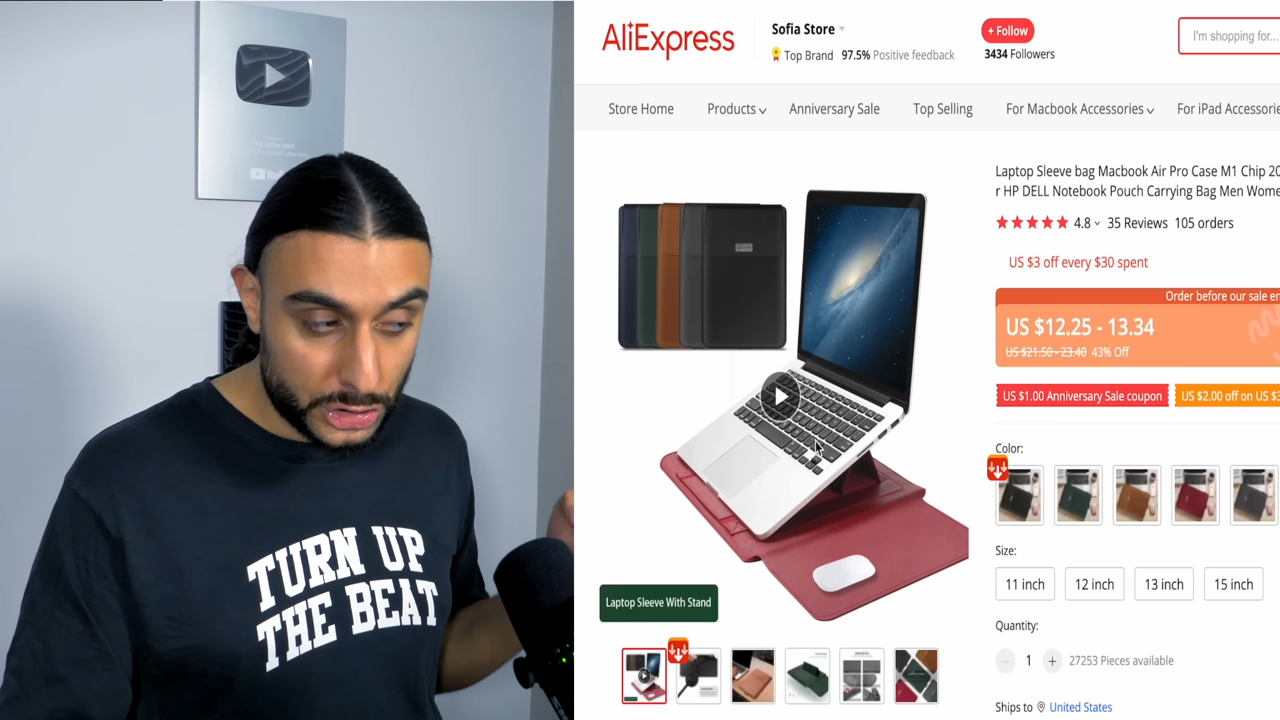 TURN UP
THE BEAT
AliExpress
Sofia Store
+ Follow
Top Brand 97.5% Positive feedback
3434 Followers
I'm shopping for...
Store Home Products Anniversary Sale Top Selling For Macbook Accessories For iPad Accessorie
Laptop Sleeve bag Macbook Air Pro Case M1 Chip 20
r HP DELL Notebook Pouch Carrying Bag Men Wome
4.8 35 Reviews 105 orders
US $3 off every $30 spent
Order before our sale en
US $12.25 - 13.34
US $21.50 - 23.40 43% Off
US $1.00 Anniversary Sale coupon US $2.00 off on US $3
Color:
Size:
11 inch 12 inch 13 inch 15 inch
Laptop Sleeve With Stand
Quantity:
− 1 + 27253 Pieces available
Ships to United States